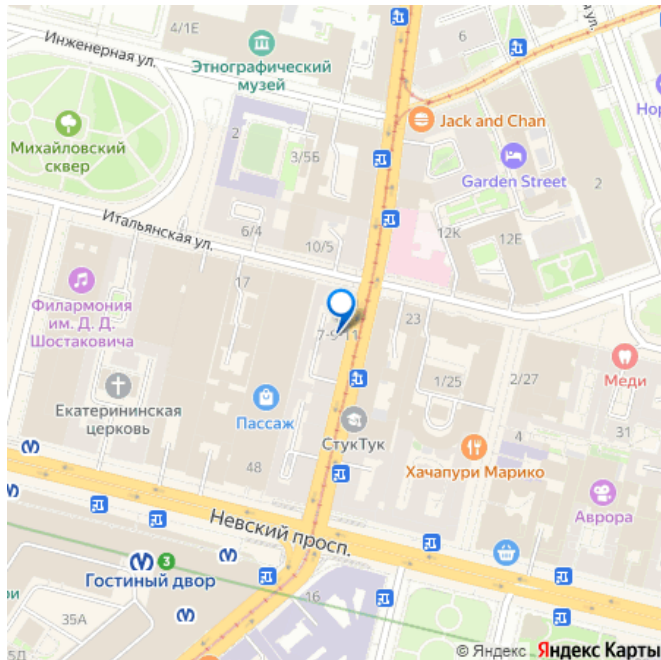 4/1Е
Инженерная ул.
Этнографический
музей
6
ул.
Jack and Chan
Нор
Михайловский
сквер
2
3/5Б
Garden Street
2
Итальянская ул.
6/4
10/5
12К
12Е
17
Филармония
им. Д. Д.
Шостаковича
7-9-11
23
1/25
2/27
Меди
Екатерининская
церковь
Пассаж
СтукТук
31
4
48
Хачапури Марико
Аврора
Невский просп.
3
Гостиный двор
ри
16
35А
5Д
© Яндекс Яндекс Карты